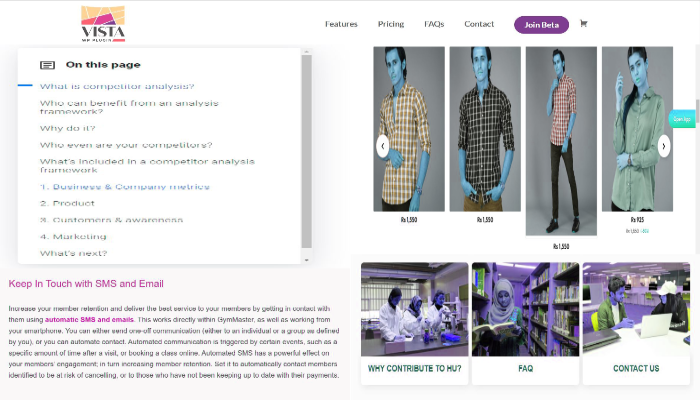 VISTA
WP PLUGIN
Features
Pricing
FAQs
Contact
Join Beta
On this page
What is competitor analysis?
Who can benefit from an analysis
framework?
Why do it?
Who even are your competitors?
What's included in a competitor analysis
framework
1. Business & Company metrics
2. Product
3. Customers & awareness
4. Marketing
What's next?
Rs 1,550
Rs 1,550
Rs 1,550
Rs 925
Keep In Touch with SMS and Email
Increase your member retention and deliver the best service to your members by getting in contact with
them using automatic SMS and emails. This works directly within GymMaster, as well as working from
your smartphone. You can either send one-off communication (either to an individual or a group as defined
by you), or you can automate contact. Automated communication is triggered by certain events, such as a
specific amount of time after a visit, or booking a class online. Automated SMS has a powerful effect on
your members' engagement; in turn increasing member retention. Set it to automatically contact members
identified to be at risk of cancelling, or to those who have not been keeping up to date with their payments.
WHY CONTRIBUTE TO HU?
FAQ
CONTACT US